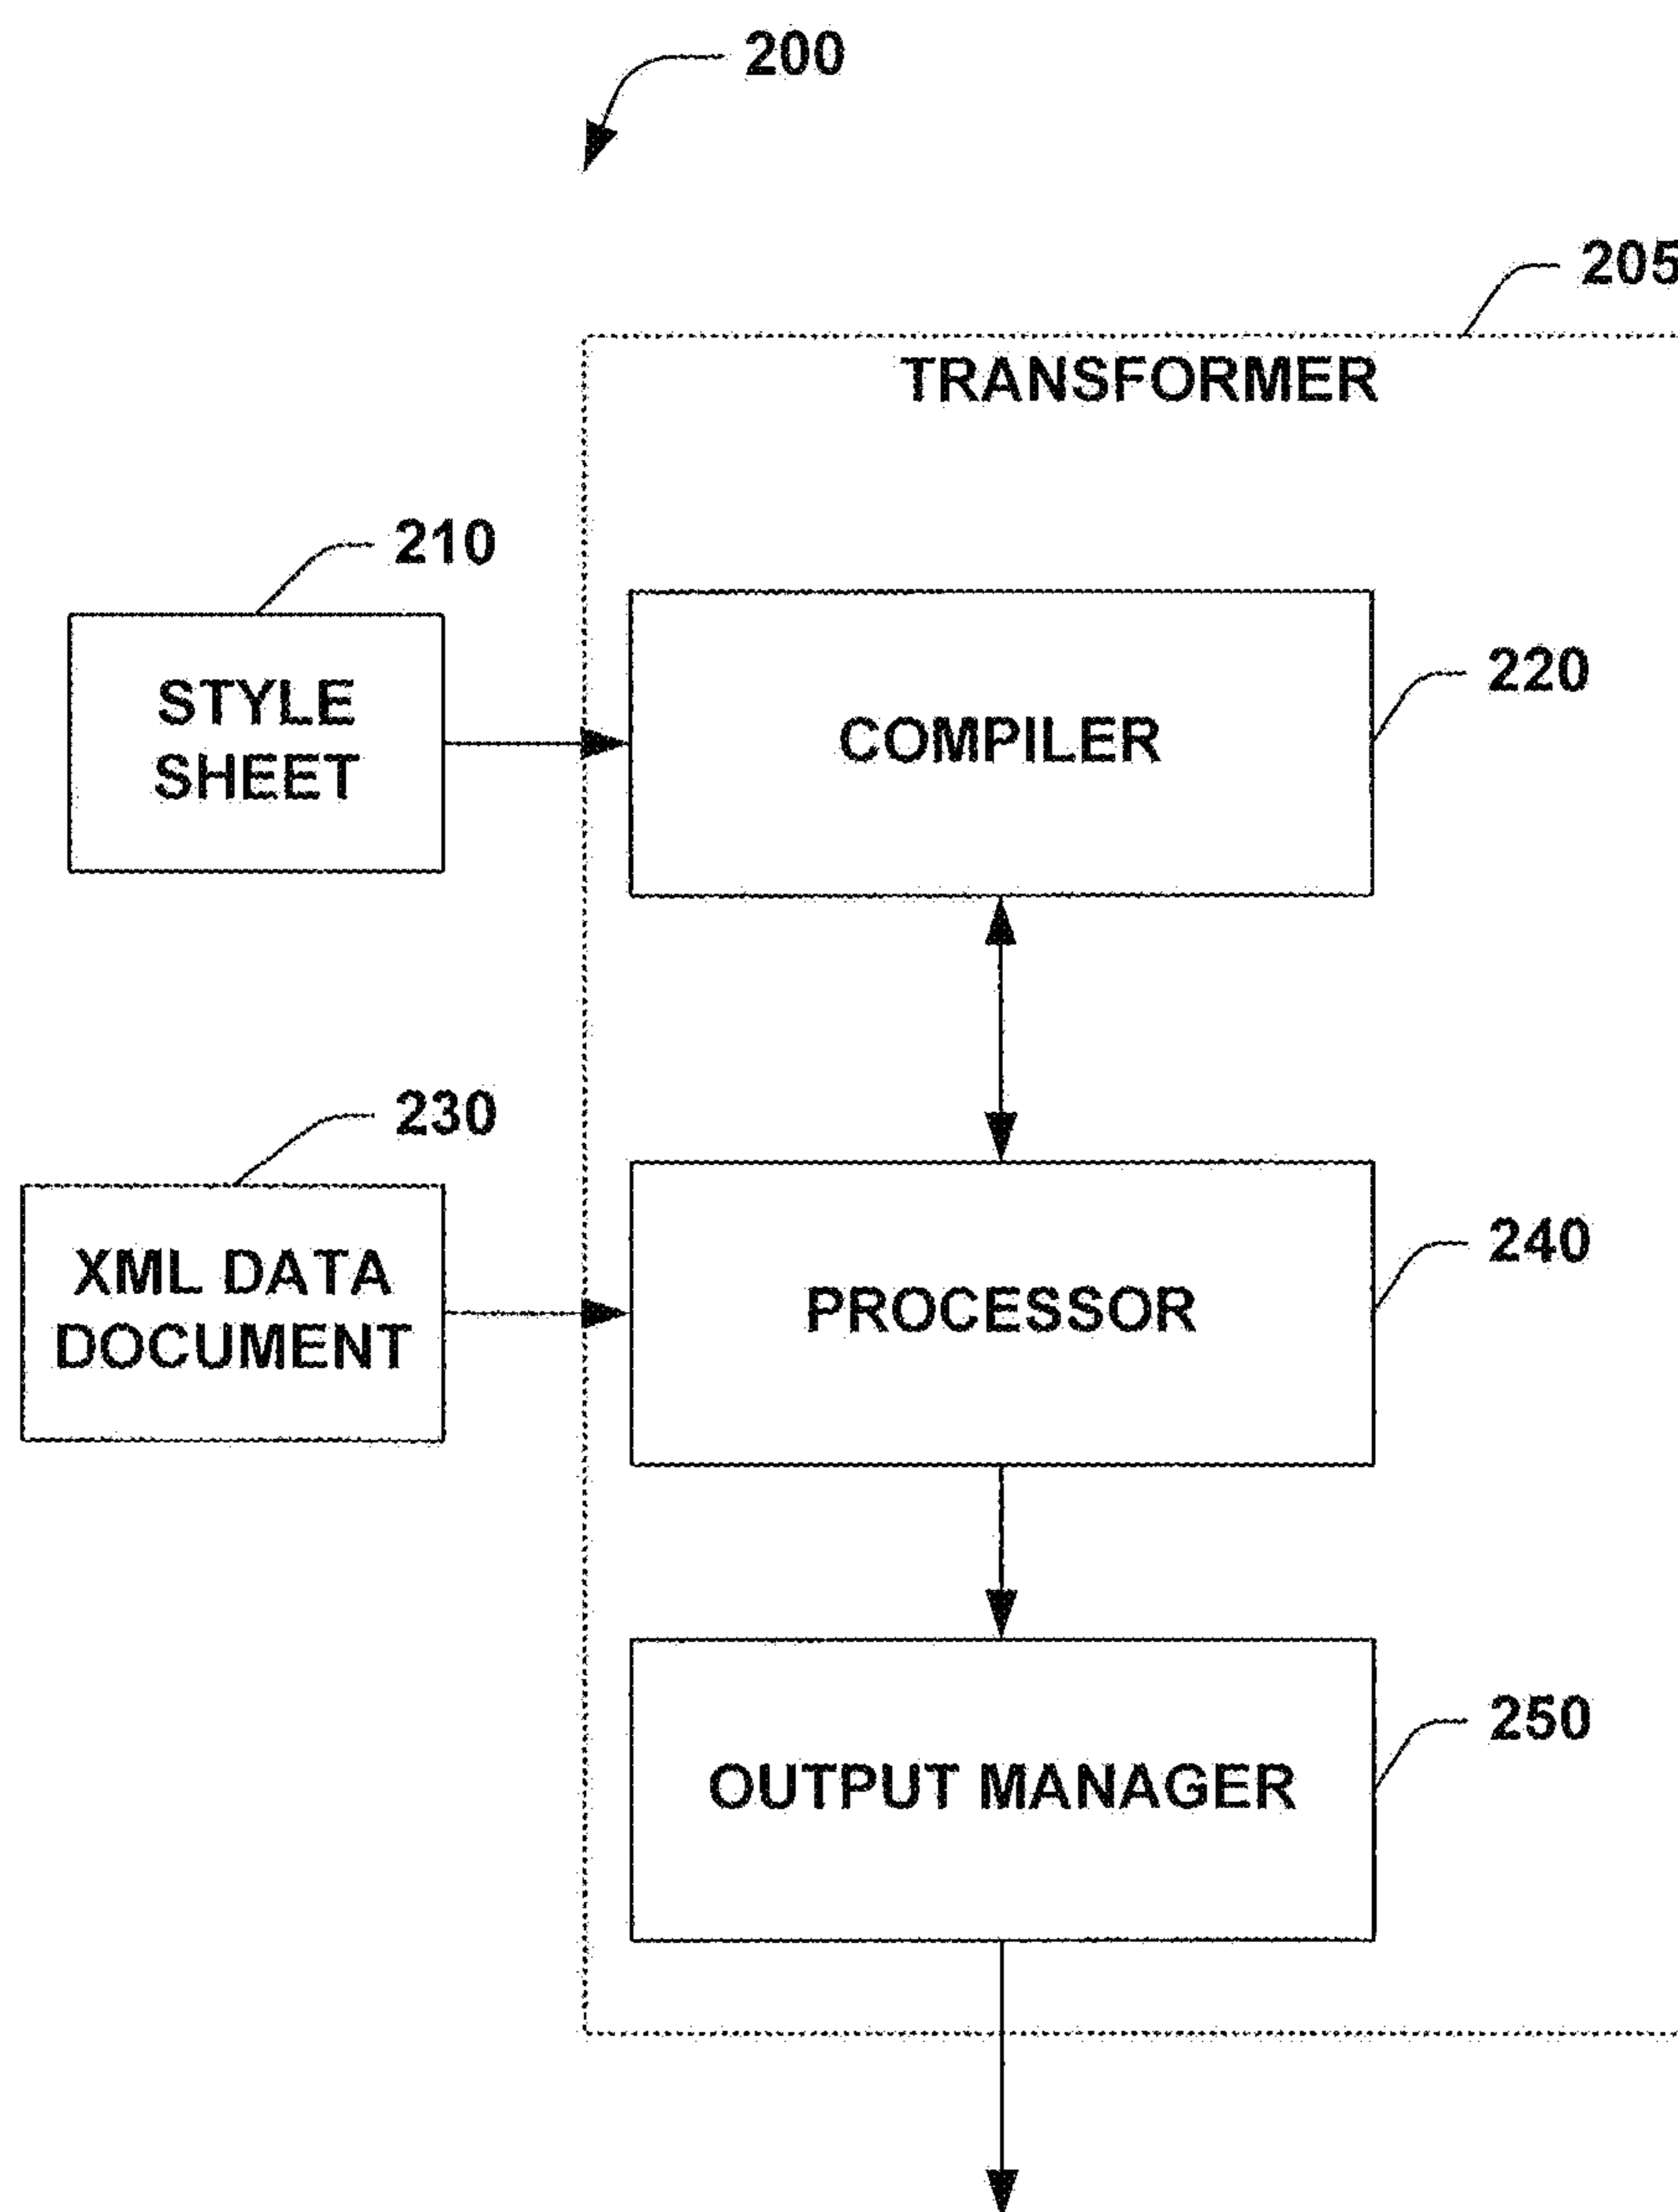 200
205
TRANSFORMER
210
STYLE
SHEET
COMPILER
220
230
XML DATA
DOCUMENT
PROCESSOR
240
OUTPUT MANAGER
250